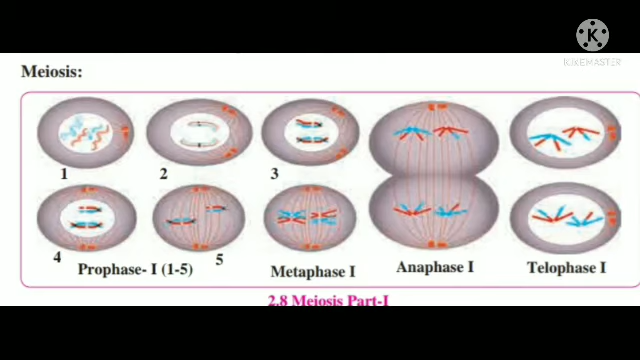 K
KINEMASTER
Meiosis:
1
2
3
4
5
Prophase- I (1-5)
Metaphase I
Anaphase I
Telophase I
2.8 Meiosis Part-I